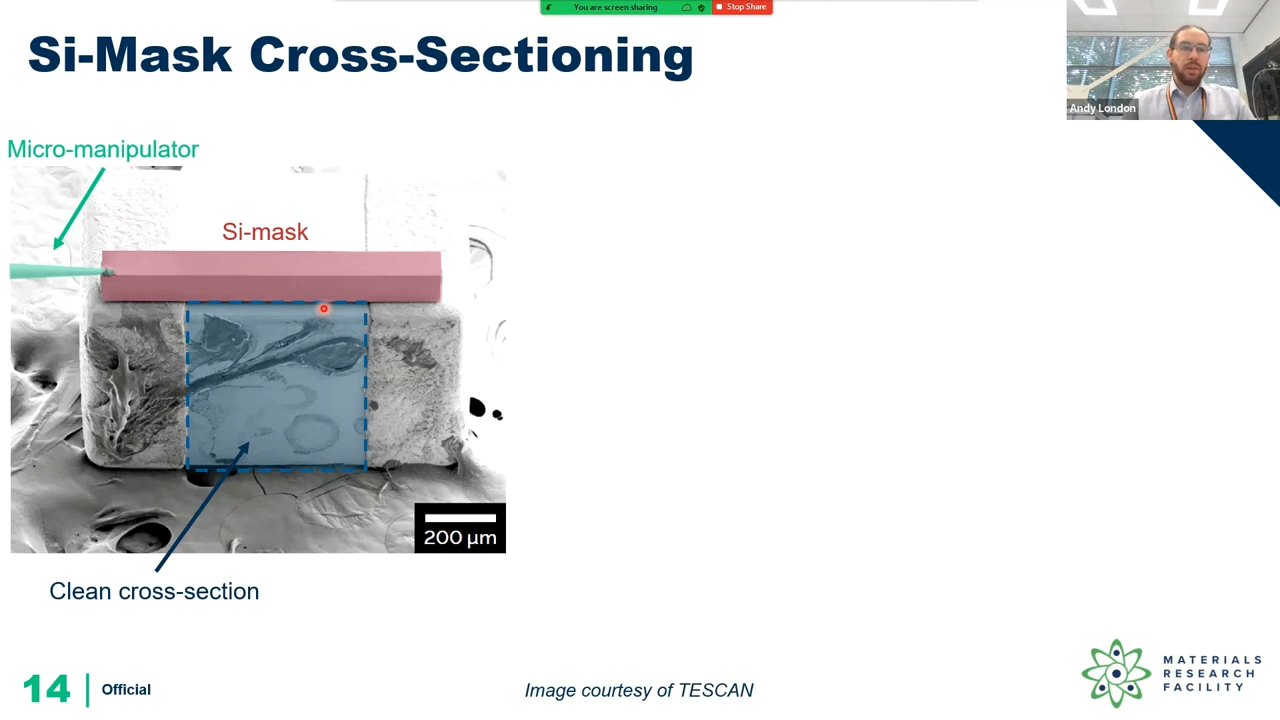 You are screen sharing
Stop Share
Si-Mask Cross-Sectioning
Andy London
Micro-manipulator
Si-mask
200 µm
Clean cross-section
14
Official
Image courtesy of TESCAN
MATERIALS
RESEARCH
FACILITY